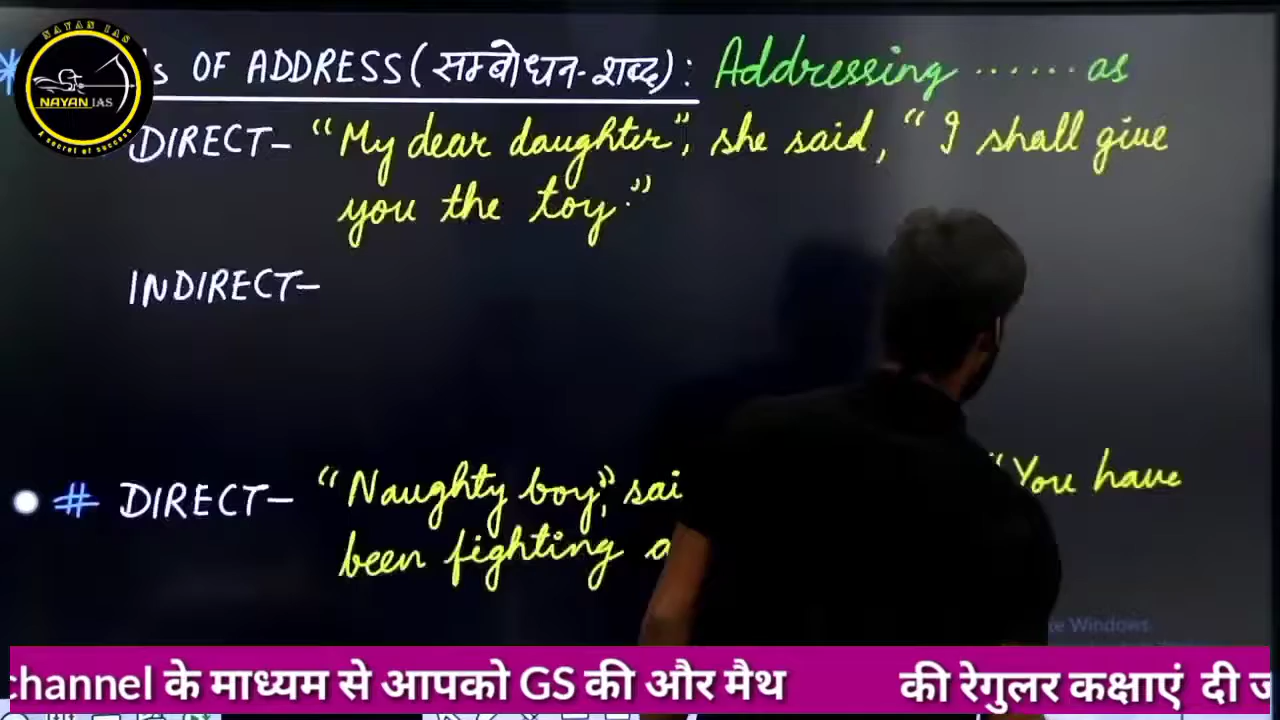 NAYAN IAS
NAYAN IAS
A secret of success
OF ADDRESS (सम्बोधन-शब्द): Addressing ...... as
DIRECT– “My dear daughter”, she said, “I shall give
you the toy.”
INDIRECT–
# DIRECT– “Naughty boy”, sai “You have
been fighting a
Windows.
channel के माध्यम से आपको GS की और मैथ की रेगुलर कक्षाएं दी ज